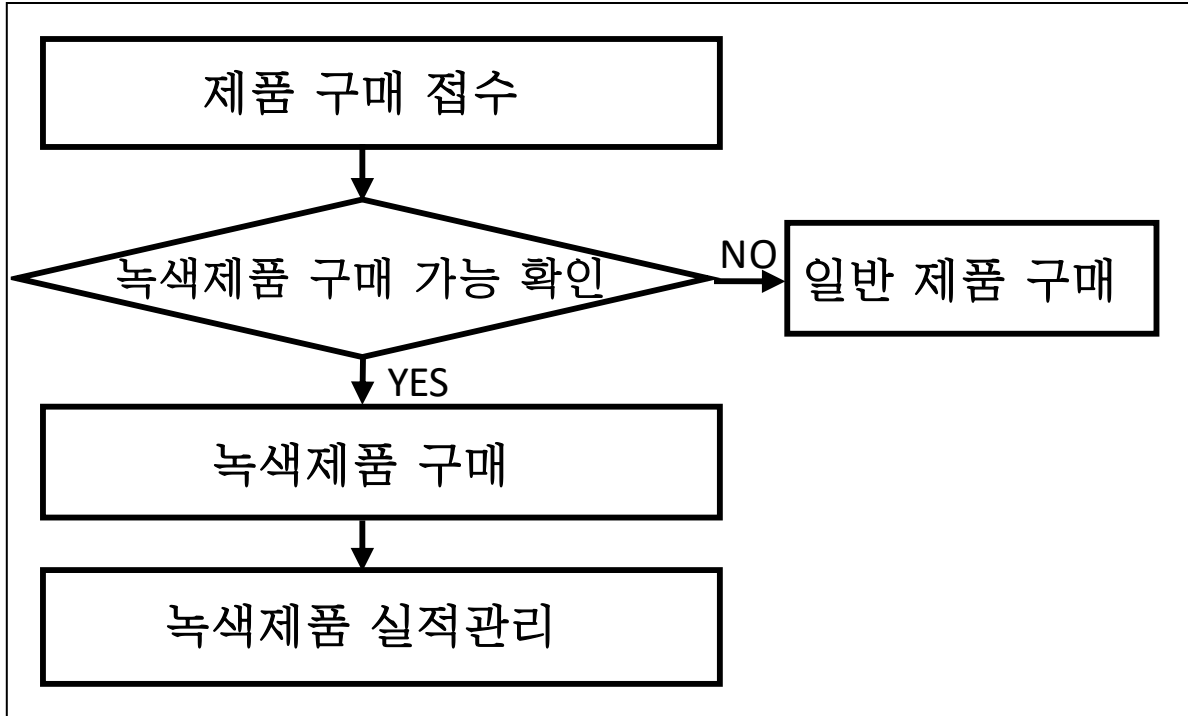 제품 구매 접수
녹색제품 구매 가능 확인
NO
일반 제품 구매
YES
녹색제품 구매
녹색제품 실적관리